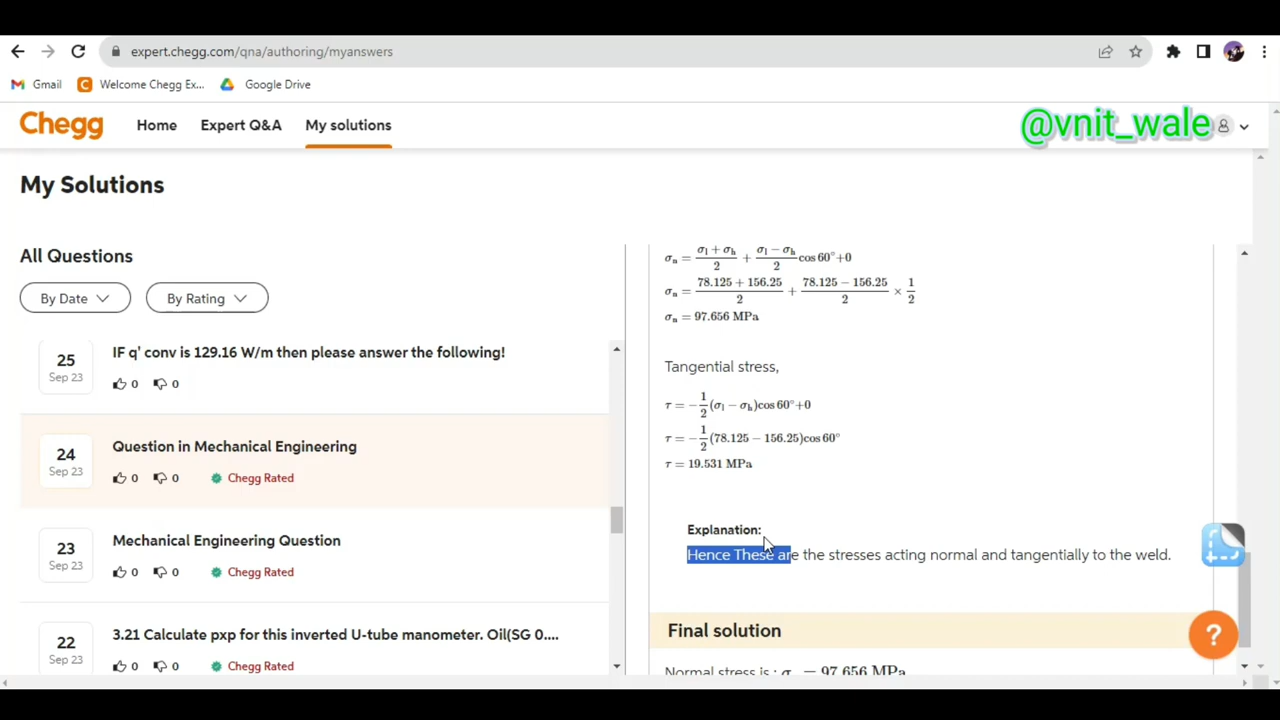 expert.chegg.com/qna/authoring/myanswers
Gmail
Welcome Chegg Ex...
Google Drive
Chegg
Home
Expert Q&A
My solutions
@vnit_wale
My Solutions
All Questions
By Date
By Rating
25
Sep 23
IF q' conv is 129.16 W/m then please answer the following!
0 0
24
Sep 23
Question in Mechanical Engineering
0 0 Chegg Rated
23
Sep 23
Mechanical Engineering Question
0 0 Chegg Rated
22
Sep 23
3.21 Calculate pxp for this inverted U-tube manometer. Oil(SG 0....
0 0 Chegg Rated
σn = (σl + σh)/2 + (σl − σh)/2 cos 60°+0
σn = (78.125 + 156.25)/2 + (78.125 − 156.25)/2 × 1/2
σn = 97.656 MPa
Tangential stress,
τ = −1/2(σl − σh)cos 60°+0
τ = −1/2(78.125 − 156.25)cos 60°
τ = 19.531 MPa
Explanation:
Hence These are the stresses acting normal and tangentially to the weld.
Final solution
Normal stress is : σ = 97.656 MPa
?